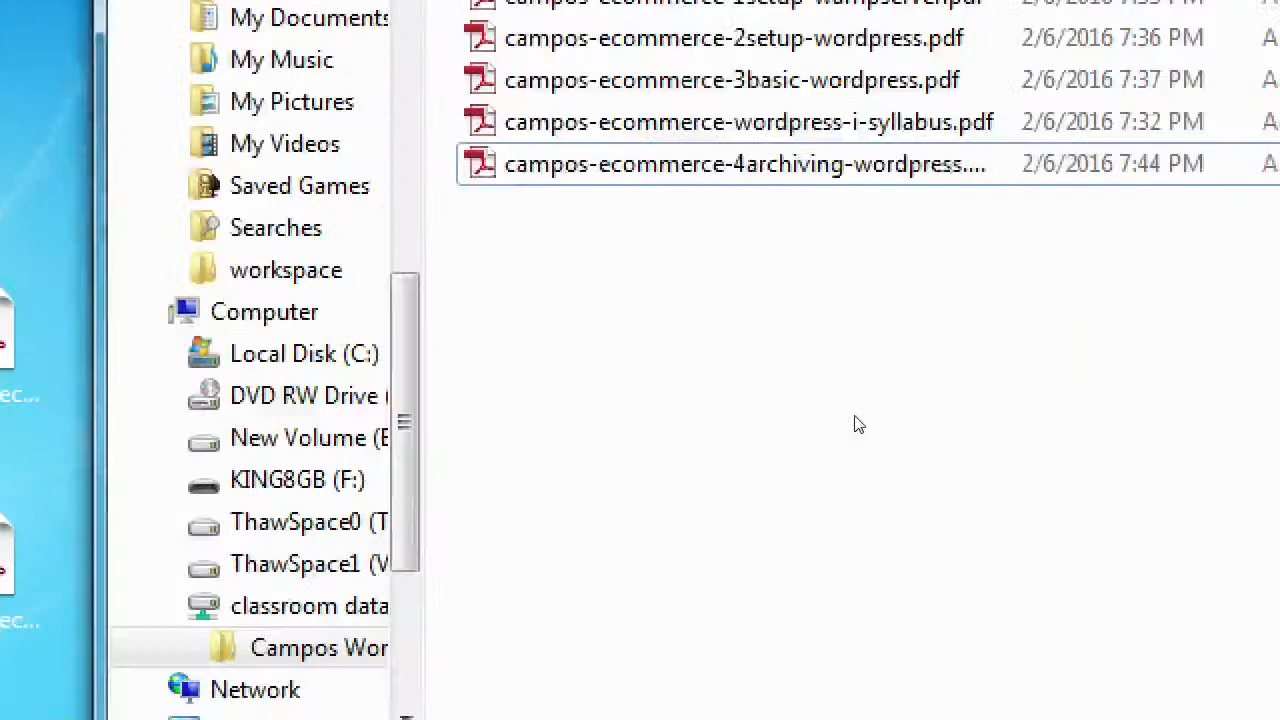 My Documents
My Music
My Pictures
My Videos
Saved Games
Searches
workspace
Computer
Local Disk (C:)
DVD RW Drive (
New Volume (E
KING8GB (F:)
ThawSpace0 (T
ThawSpace1 (V
classroom data
Campos Wor
Network
campos-ecommerce-1setup-wampserver.pdf
campos-ecommerce-2setup-wordpress.pdf 2/6/2016 7:36 PM A
campos-ecommerce-3basic-wordpress.pdf 2/6/2016 7:37 PM A
campos-ecommerce-wordpress-i-syllabus.pdf 2/6/2016 7:32 PM A
campos-ecommerce-4archiving-wordpress.... 2/6/2016 7:44 PM A
ec...
ec...